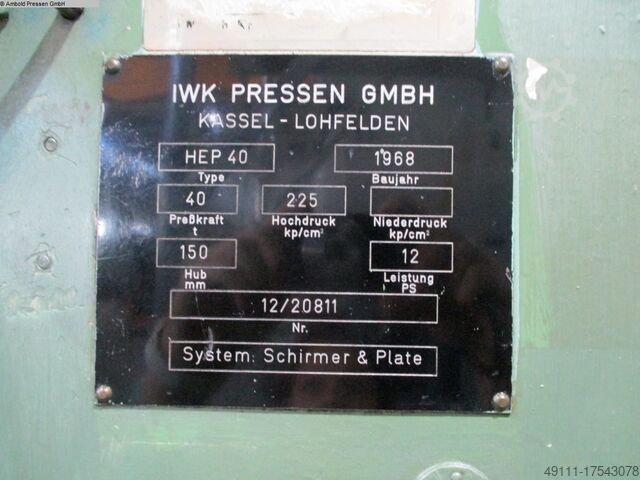 © Ambold Pressen GmbH
IWK PRESSEN GMBH
KASSEL - LOHFELDEN
HEP 40 1968
Type Baujahr
40 225
Preßkraft Hochdruck Niederdruck
t kp/cm² kp/cm²
150 12
Hub Leistung
mm PS
12/20811
Nr.
System: Schirmer & Plate
49111-17543078